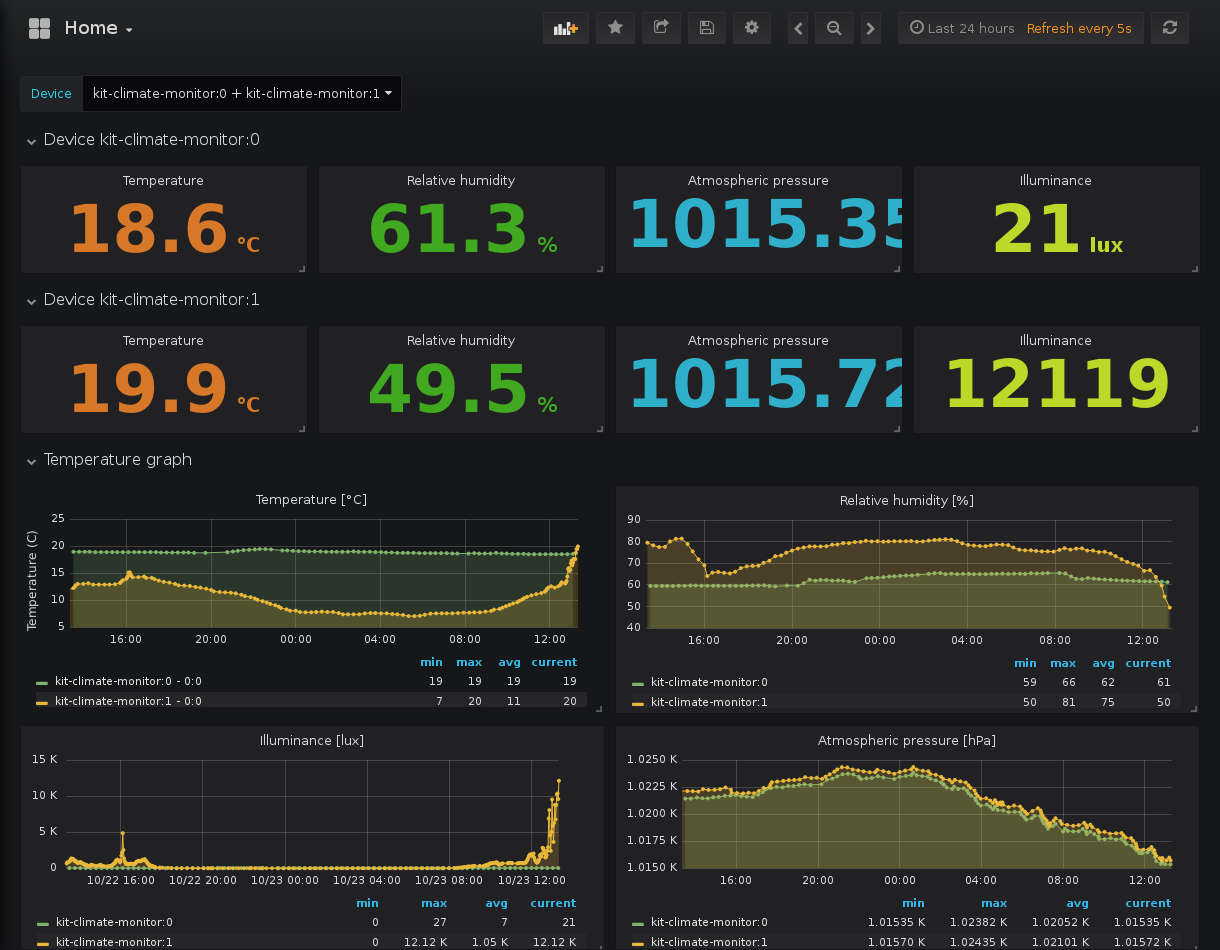 Home
Last 24 hours Refresh every 5s
Device kit-climate-monitor:0 + kit-climate-monitor:1
Device kit-climate-monitor:0
Temperature Relative humidity Atmospheric pressure Illuminance
18.6 °C 61.3 % 1015.35 21 lux
Device kit-climate-monitor:1
Temperature Relative humidity Atmospheric pressure Illuminance
19.9 °C 49.5 % 1015.72 12119
Temperature graph
Temperature [°C]
Temperature (C)
25
20
15
10
5
16:00 20:00 00:00 04:00 08:00 12:00
min max avg current
kit-climate-monitor:0 - 0:0 19 19 19 19
kit-climate-monitor:1 - 0:0 7 20 11 20
Relative humidity [%]
90
80
70
60
50
40
16:00 20:00 00:00 04:00 08:00 12:00
min max avg current
kit-climate-monitor:0 59 66 62 61
kit-climate-monitor:1 50 81 75 50
Illuminance [lux]
15 K
10 K
5 K
0
10/22 16:00 10/22 20:00 10/23 00:00 10/23 04:00 10/23 08:00 10/23 12:00
min max avg current
kit-climate-monitor:0 0 27 7 21
kit-climate-monitor:1 0 12.12 K 1.05 K 12.12 K
Atmospheric pressure [hPa]
1.0250 K
1.0225 K
1.0200 K
1.0175 K
1.0150 K
16:00 20:00 00:00 04:00 08:00 12:00
min max avg current
kit-climate-monitor:0 1.01535 K 1.02382 K 1.02052 K 1.01535 K
kit-climate-monitor:1 1.01570 K 1.02435 K 1.02101 K 1.01572 K